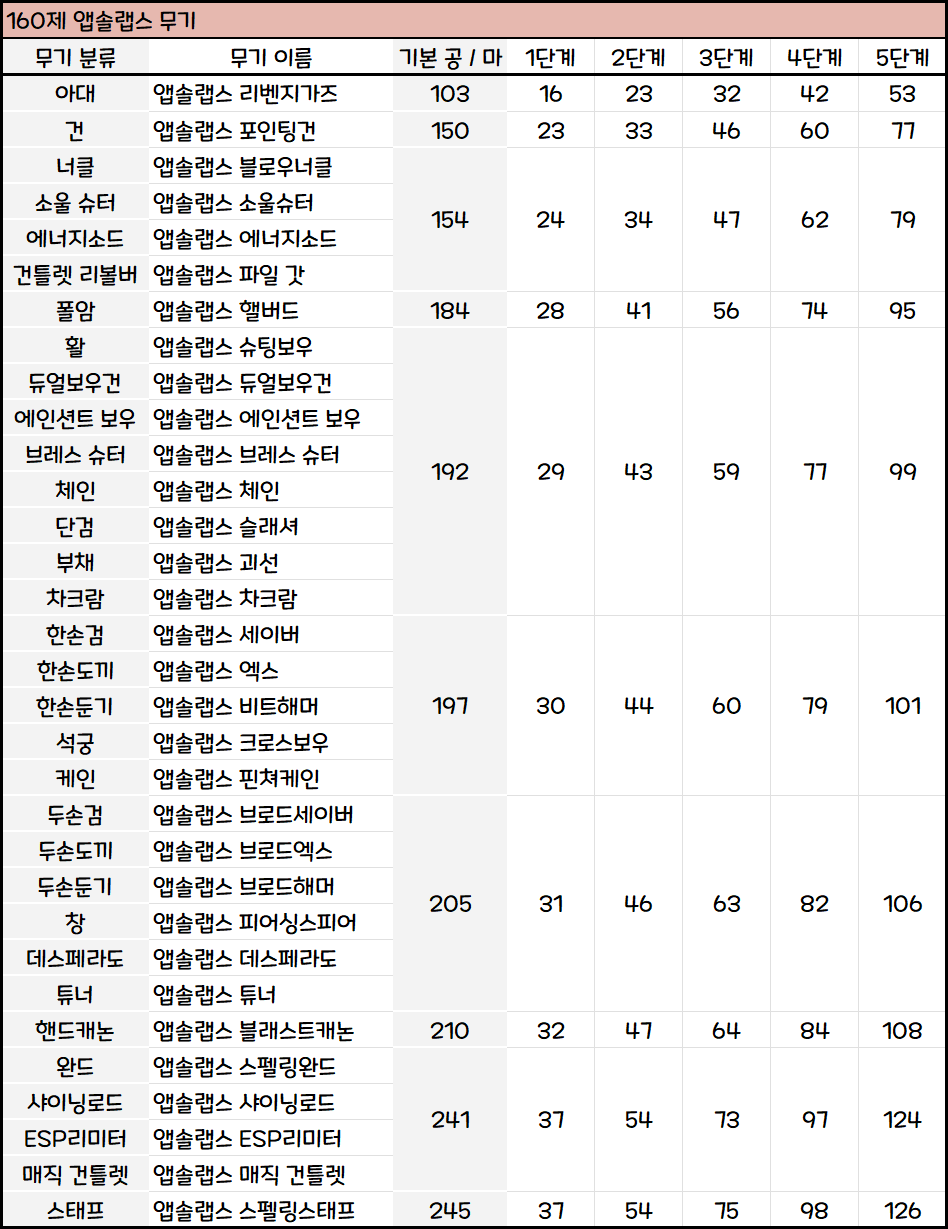 160제 앱솔랩스 무기
무기 분류 무기 이름 기본 공 / 마 1단계 2단계 3단계 4단계 5단계
아대 앱솔랩스 리벤지가즈 103 16 23 32 42 53
건 앱솔랩스 포인팅건 150 23 33 46 60 77
너클 앱솔랩스 블로우너클
소울 슈터 앱솔랩스 소울슈터
154 24 34 47 62 79
에너지소드 앱솔랩스 에너지소드
건틀렛 리볼버 앱솔랩스 파일 갓
폴암 앱솔랩스 핼버드 184 28 41 56 74 95
활 앱솔랩스 슈팅보우
듀얼보우건 앱솔랩스 듀얼보우건
에인션트 보우 앱솔랩스 에인션트 보우
브레스 슈터 앱솔랩스 브레스 슈터
192 29 43 59 77 99
체인 앱솔랩스 체인
단검 앱솔랩스 슬래셔
부채 앱솔랩스 괴선
차크람 앱솔랩스 차크람
한손검 앱솔랩스 세이버
한손도끼 앱솔랩스 엑스
한손둔기 앱솔랩스 비트해머 197 30 44 60 79 101
석궁 앱솔랩스 크로스보우
케인 앱솔랩스 핀쳐케인
두손검 앱솔랩스 브로드세이버
두손도끼 앱솔랩스 브로드엑스
두손둔기 앱솔랩스 브로드해머
205 31 46 63 82 106
창 앱솔랩스 피어싱스피어
데스페라도 앱솔랩스 데스페라도
튜너 앱솔랩스 튜너
핸드캐논 앱솔랩스 블래스트캐논 210 32 47 64 84 108
완드 앱솔랩스 스펠링완드
샤이닝로드 앱솔랩스 샤이닝로드
241 37 54 73 97 124
ESP리미터 앱솔랩스 ESP리미터
매직 건틀렛 앱솔랩스 매직 건틀렛
스태프 앱솔랩스 스펠링스태프 245 37 54 75 98 126